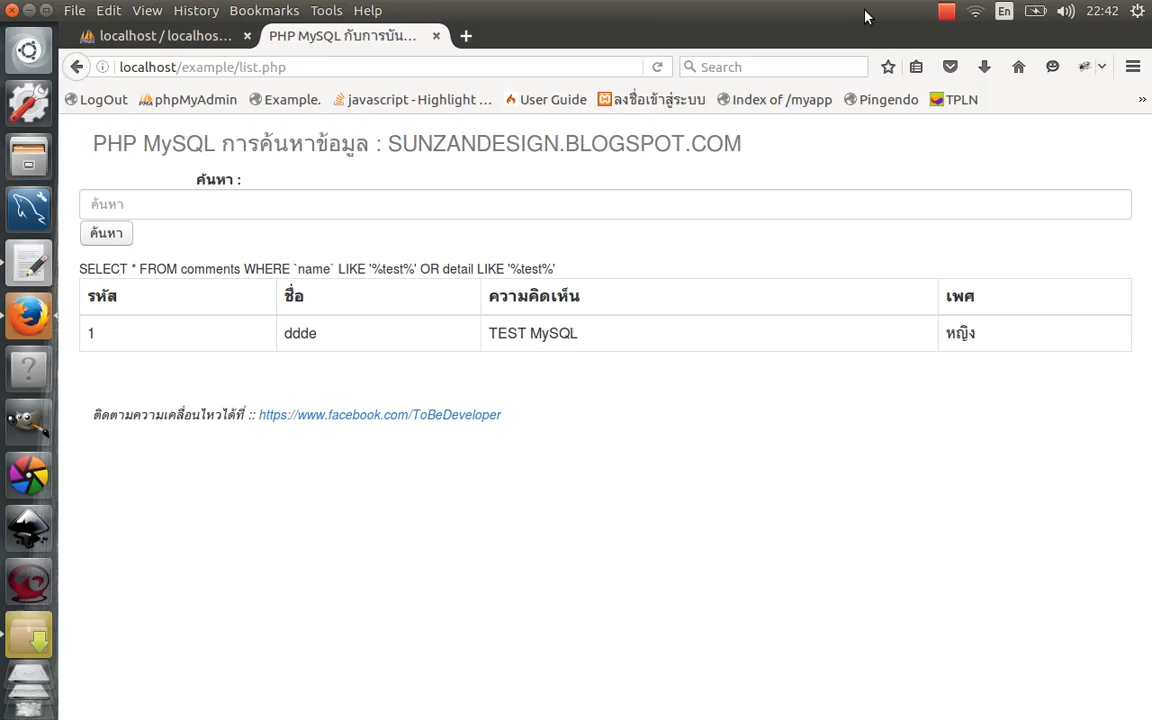 File Edit View History Bookmarks Tools Help
En 22:42
localhost / localhos...
PHP MySQL กับการบัน...
localhost/example/list.php
Search
LogOut phpMyAdmin Example. javascript - Highlight ... User Guide ลงชื่อเข้าสู่ระบบ Index of /myapp Pingendo TPLN »
PHP MySQL การค้นหาข้อมูล : SUNZANDESIGN.BLOGSPOT.COM
ค้นหา :
ค้นหา
ค้นหา
SELECT * FROM comments WHERE `name` LIKE '%test%' OR detail LIKE '%test%'
รหัส ชื่อ ความคิดเห็น เพศ
1 ddde TEST MySQL หญิง
ติดตามความเคลื่อนไหวได้ที่ :: https://www.facebook.com/ToBeDeveloper